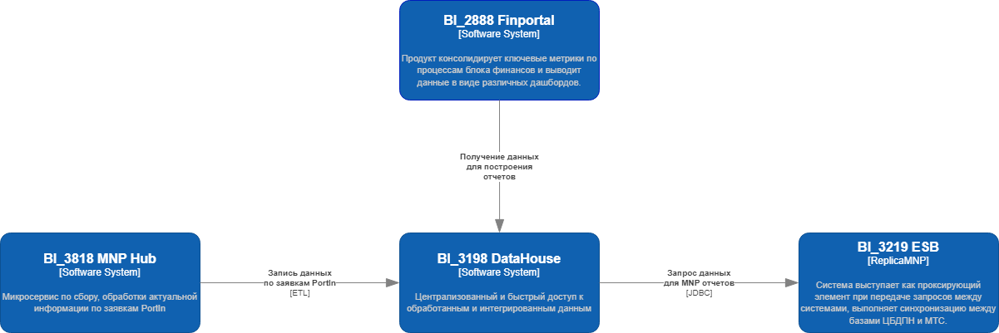 BI_2888 Finportal
[Software System]
Продукт консолидирует ключевые метрики по
процессам блока финансов и выводит
данные в виде различных дашбордов.
Получение данных
для построения
отчетов
BI_3818 MNP Hub
[Software System]
Микросервис по сбору, обработки актуальной
информации по заявкам PortIn
Запись данных
по заявкам PortIn
[ETL]
BI_3198 DataHouse
[Software System]
Централизованный и быстрый доступ к
обработанным и интегрированным данным
Запрос данных
для MNP отчетов
[JDBC]
BI_3219 ESB
[ReplicaMNP]
Система выступает как проксирующий
элемент при передаче запросов между
системами, выполняет синхронизацию между
базами ЦБДПН и МТС.